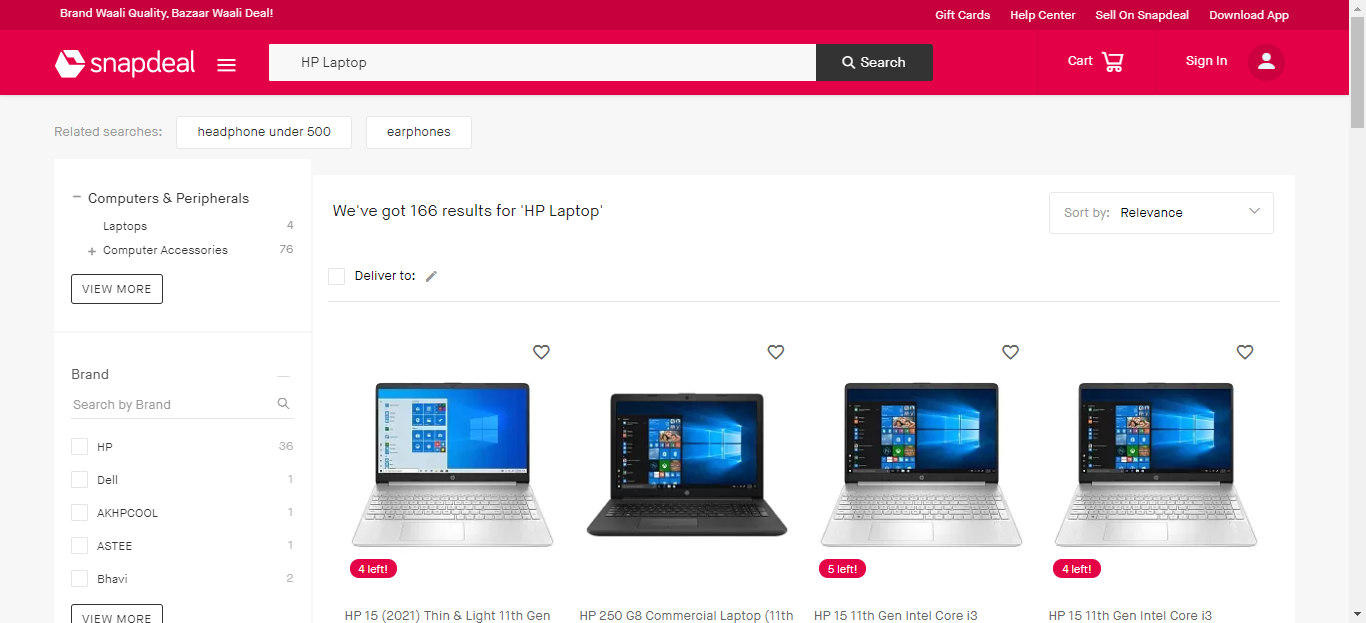 Brand Waali Quality, Bazaar Waali Deal!
Gift Cards
Help Center
Sell On Snapdeal
Download App
snapdeal
HP Laptop
Search
Cart
Sign In
Related searches:
headphone under 500
earphones
Computers & Peripherals
Laptops 4
Computer Accessories 76
VIEW MORE
Brand
Search by Brand
HP 36
Dell 1
AKHPCOOL 1
ASTEE 1
Bhavi 2
VIEW MORE
We've got 166 results for 'HP Laptop'
Sort by: Relevance
Deliver to:
4 left!
5 left!
4 left!
HP 15 (2021) Thin & Light 11th Gen
HP 250 G8 Commercial Laptop (11th
HP 15 11th Gen Intel Core i3
HP 15 11th Gen Intel Core i3